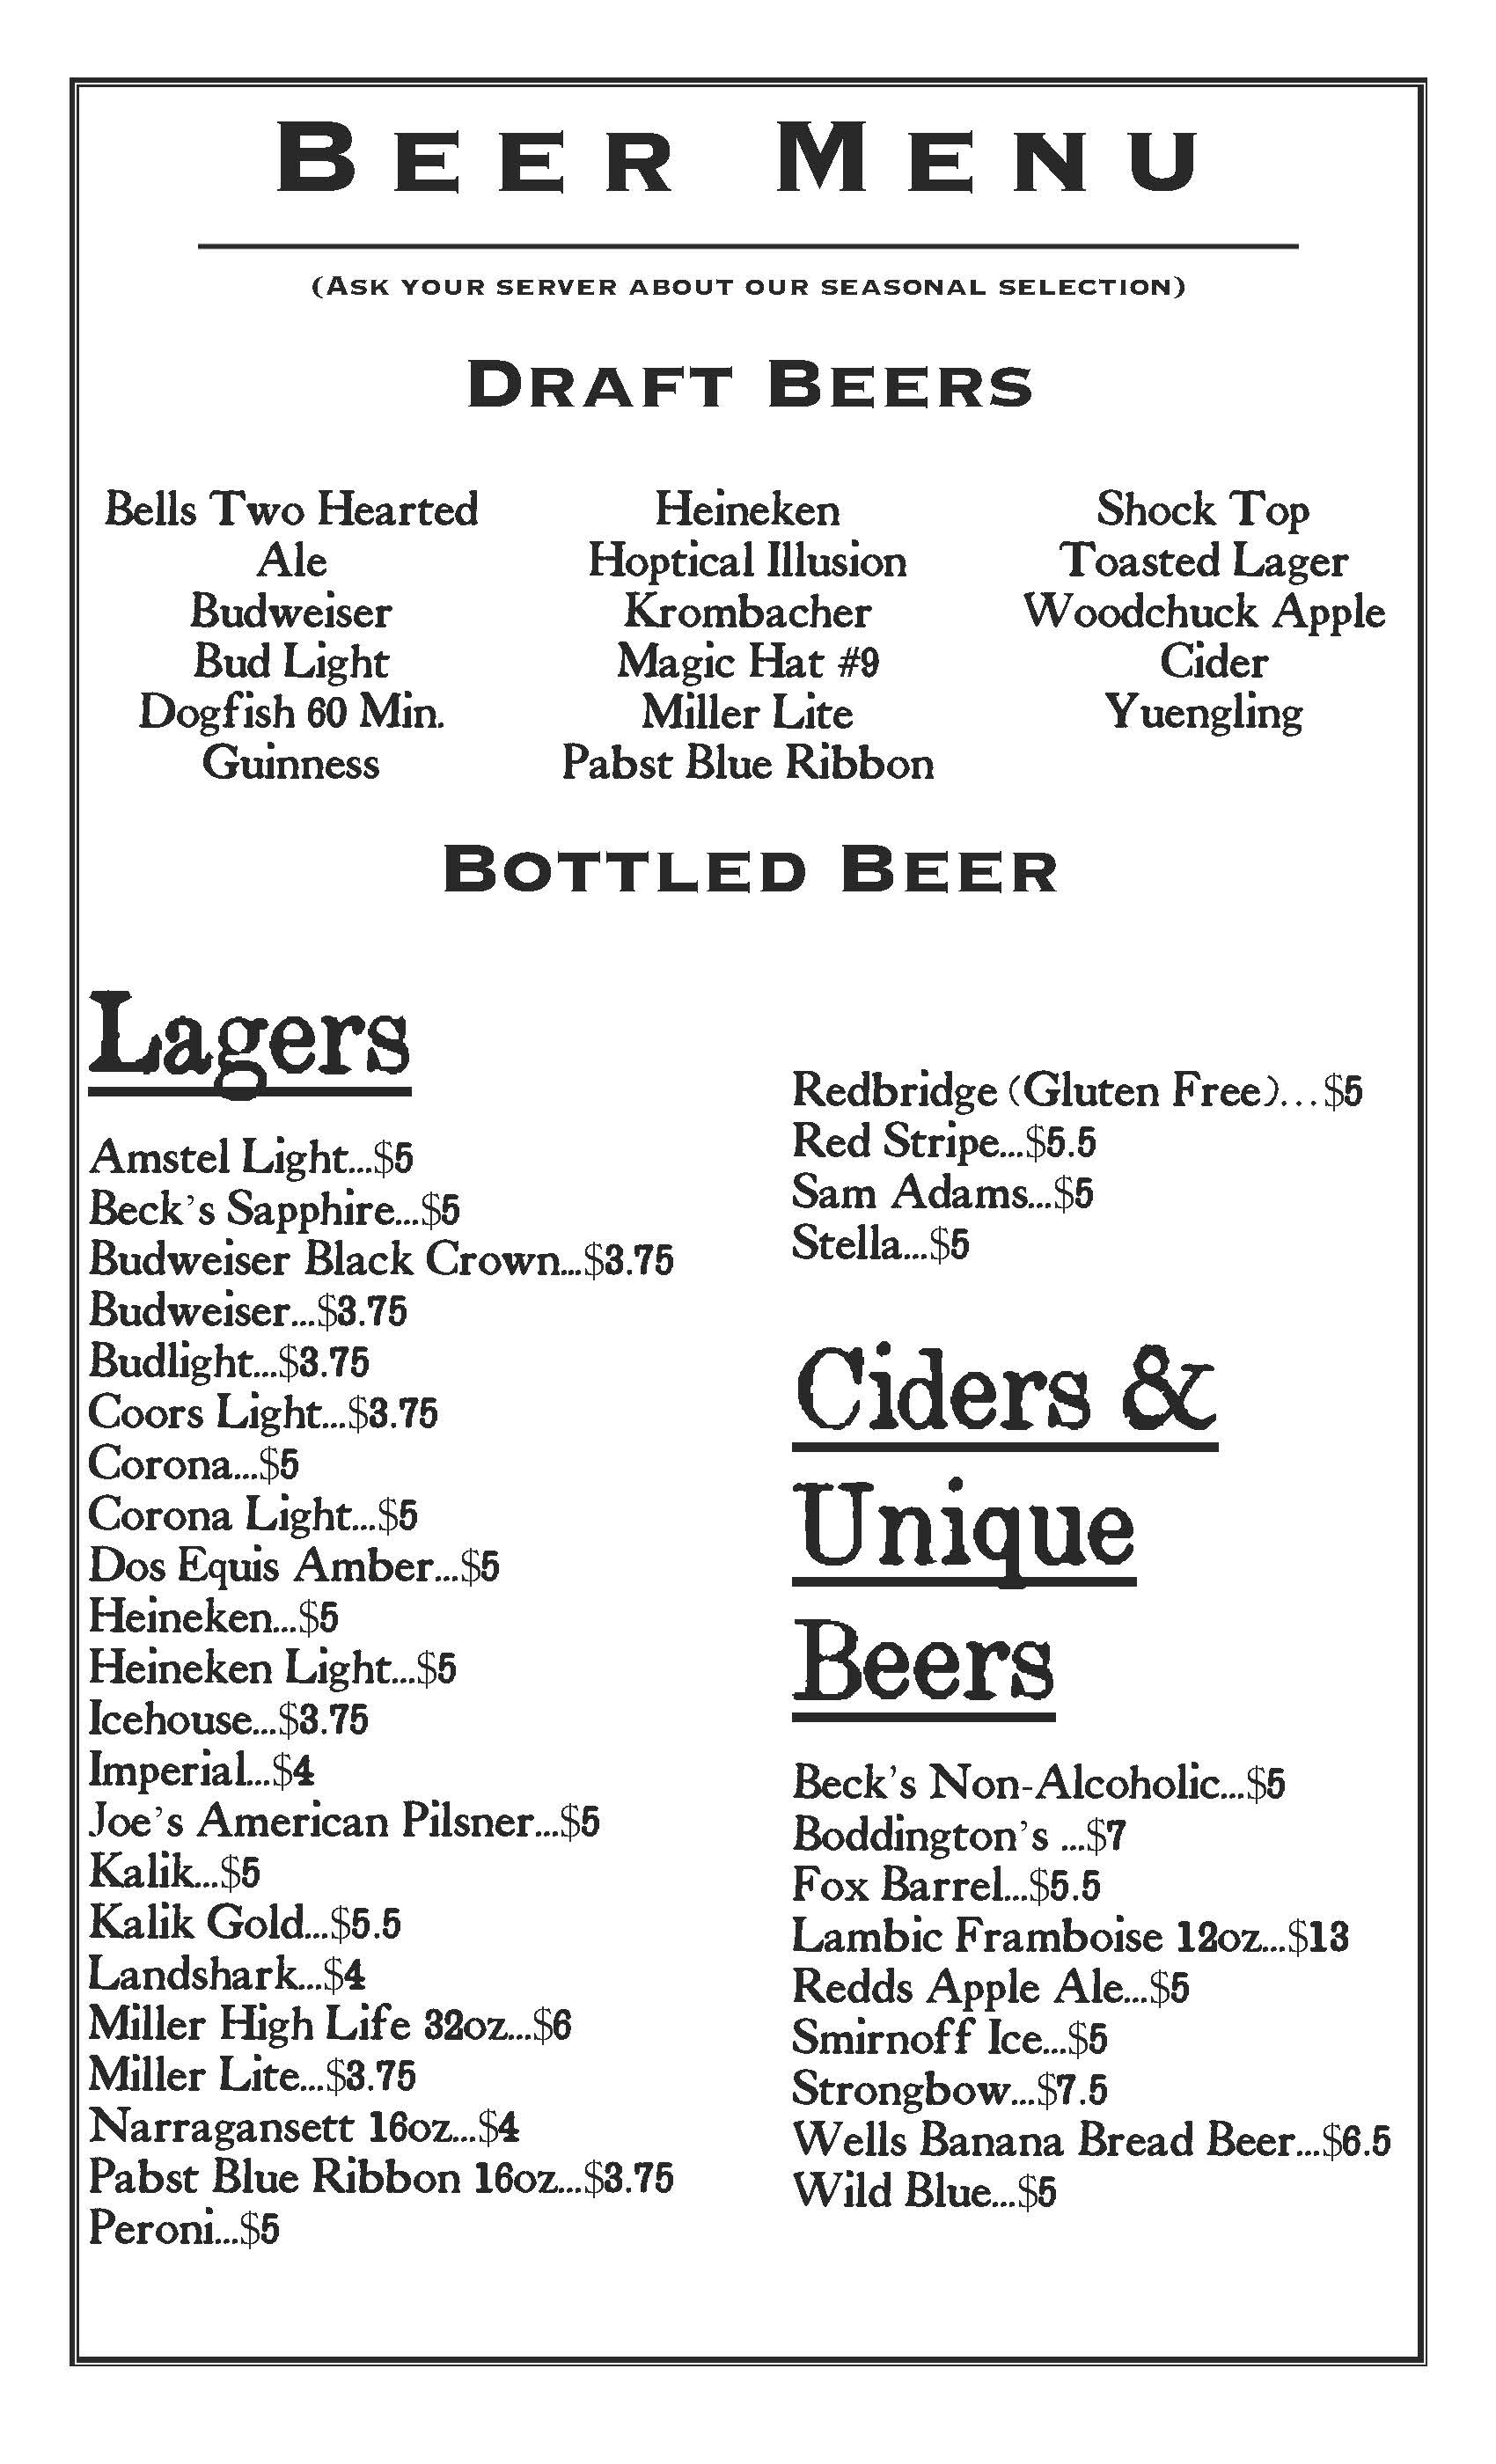 BEER MENU
(Ask your server about our seasonal selection)
Draft Beers
Bells Two Hearted
Ale
Budweiser
Bud Light
Dogfish 60 Min.
Guinness
Heineken
Hoptical Illusion
Krombacher
Magic Hat #9
Miller Lite
Pabst Blue Ribbon
Shock Top
Toasted Lager
Woodchuck Apple
Cider
Yuengling
Bottled Beer
Lagers
Amstel Light...$5
Beck's Sapphire...$5
Budweiser Black Crown...$3.75
Budweiser...$3.75
Budlight...$3.75
Coors Light...$3.75
Corona...$5
Corona Light...$5
Dos Equis Amber...$5
Heineken...$5
Heineken Light...$5
Icehouse...$3.75
Imperial...$4
Joe's American Pilsner...$5
Kalik...$5
Kalik Gold...$5.5
Landshark...$4
Miller High Life 32oz...$6
Miller Lite...$3.75
Narragansett 16oz...$4
Pabst Blue Ribbon 16oz...$3.75
Peroni...$5
Redbridge (Gluten Free)...$5
Red Stripe...$5.5
Sam Adams...$5
Stella...$5
Ciders &
Unique
Beers
Beck's Non-Alcoholic...$5
Boddington's ...$7
Fox Barrel...$5.5
Lambic Framboise 12oz...$13
Redds Apple Ale...$5
Smirnoff Ice...$5
Strongbow...$7.5
Wells Banana Bread Beer...$6.5
Wild Blue...$5